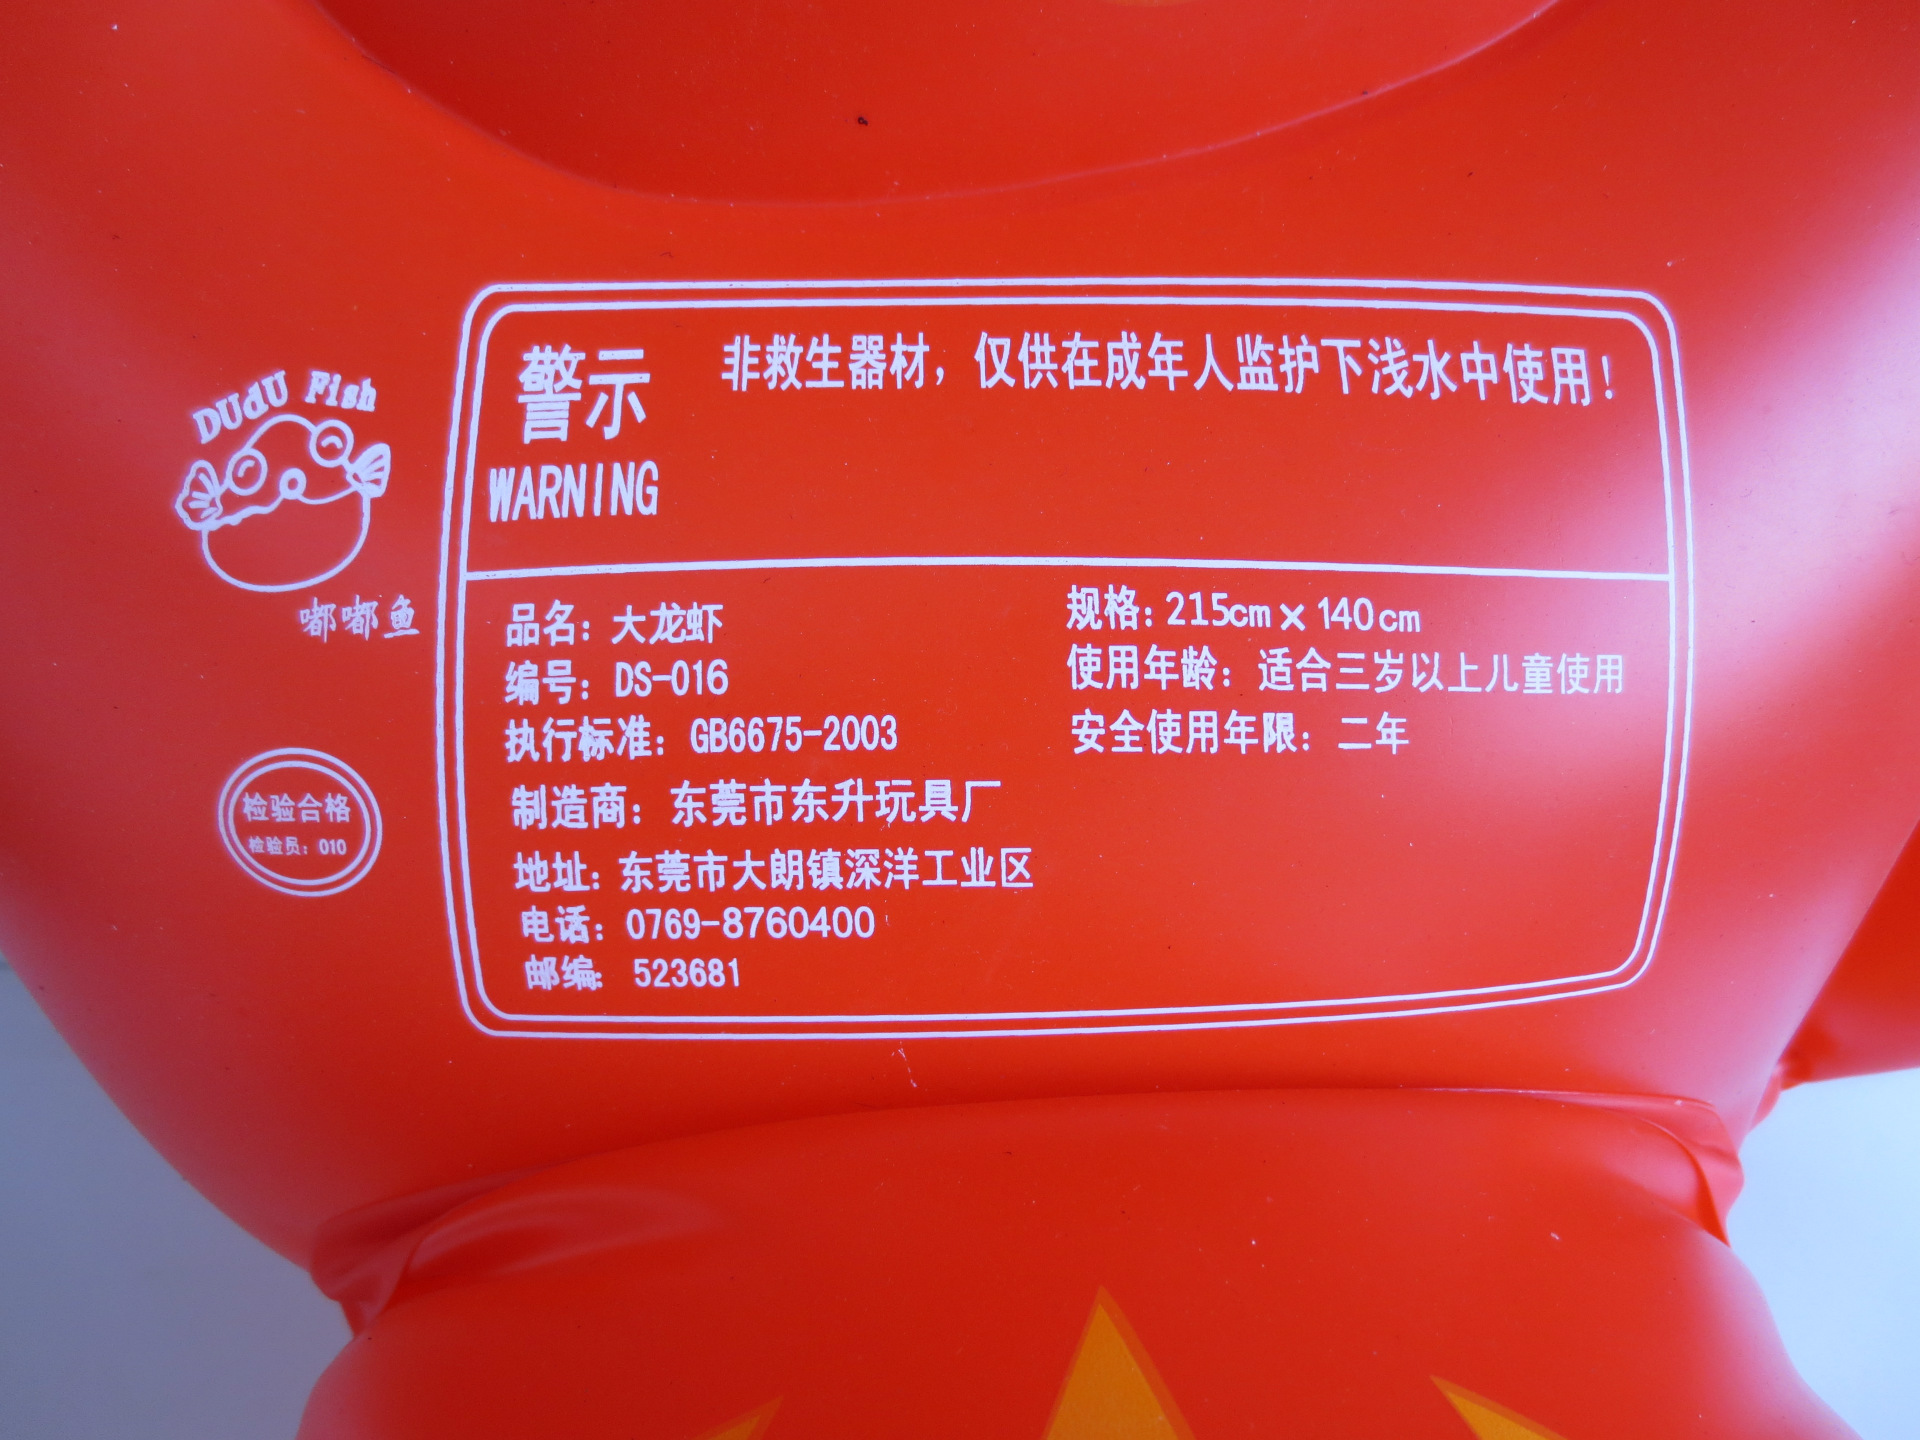 DUdU Fish
嘟嘟鱼
检验合格
检验员：010
警示
WARNING
非救生器材，仅供在成年人监护下浅水中使用！
品名：大龙虾
编号：DS-016
执行标准：GB6675-2003
规格：215cm×140cm
使用年龄：适合三岁以上儿童使用
安全使用年限：二年
制造商：东莞市东升玩具厂
地址：东莞市大朗镇深洋工业区
电话：0769-8760400
邮编：523681